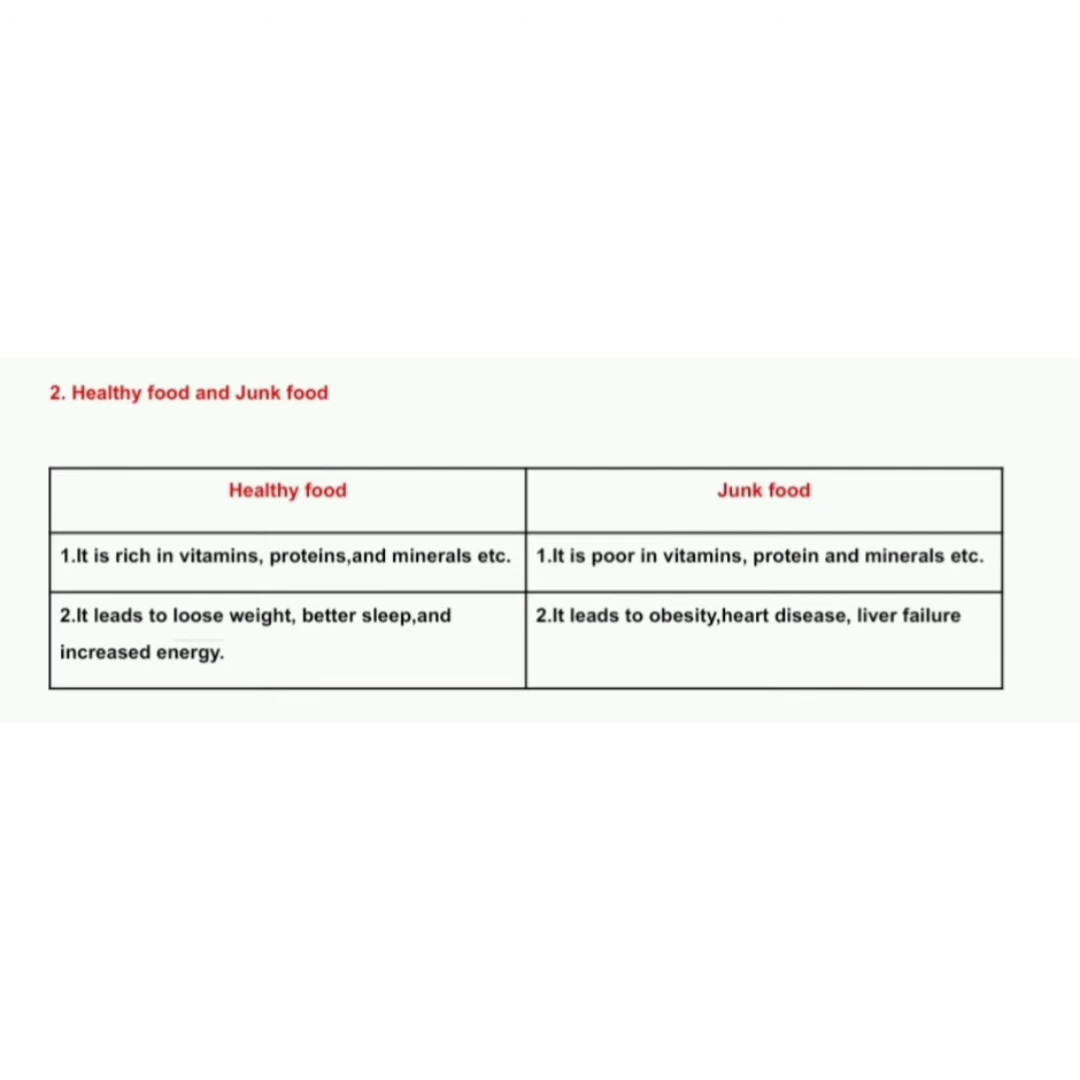 2. Healthy food and Junk food
Healthy food
Junk food
1.It is rich in vitamins, proteins,and minerals etc.
1.It is poor in vitamins, protein and minerals etc.
2.It leads to loose weight, better sleep,and
increased energy.
2.It leads to obesity,heart disease, liver failure